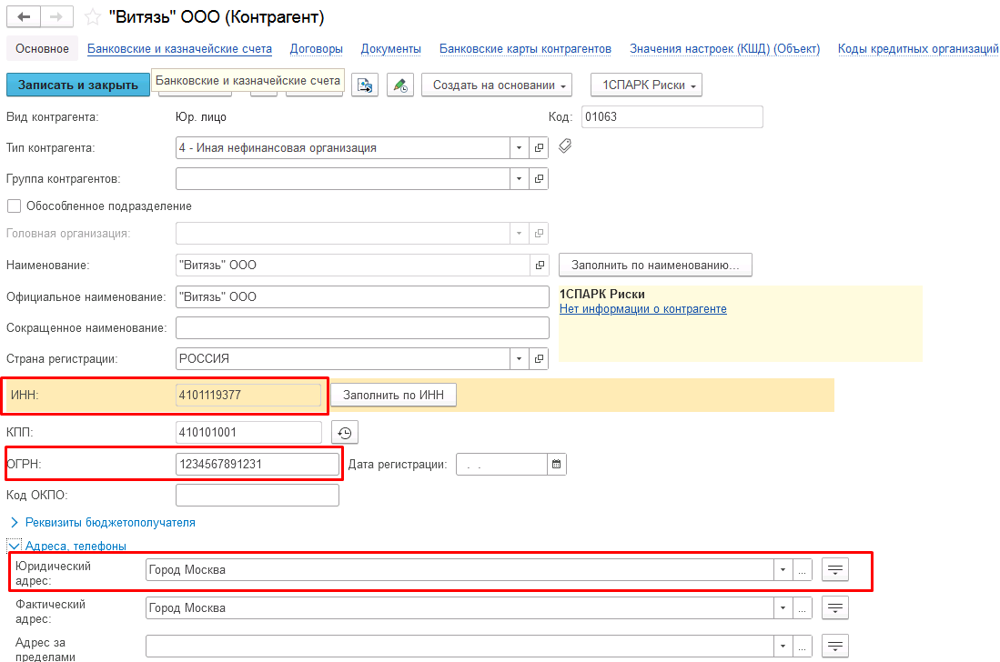 "Витязь" ООО (Контрагент)
Основное Банковские и казначейские счета Договоры Документы Банковские карты контрагентов Значения настроек (КШД) (Объект) Коды кредитных организаций
Записать и закрыть Банковские и казначейские счета Создать на основании 1СПАРК Риски
Вид контрагента: Юр. лицо Код: 01063
Тип контрагента: 4 - Иная нефинансовая организация
Группа контрагентов:
Обособленное подразделение
Головная организация:
Наименование: "Витязь" ООО Заполнить по наименованию...
Официальное наименование: "Витязь" ООО 1СПАРК Риски
Нет информации о контрагенте
Сокращенное наименование:
Страна регистрации: РОССИЯ
ИНН: 4101119377 Заполнить по ИНН
КПП: 410101001
ОГРН: 1234567891231 Дата регистрации: . .
Код ОКПО:
Реквизиты бюджетополучателя
Адреса, телефоны
Юридический
адрес: Город Москва ...
Фактический
адрес: Город Москва ...
Адрес за
пределами ...